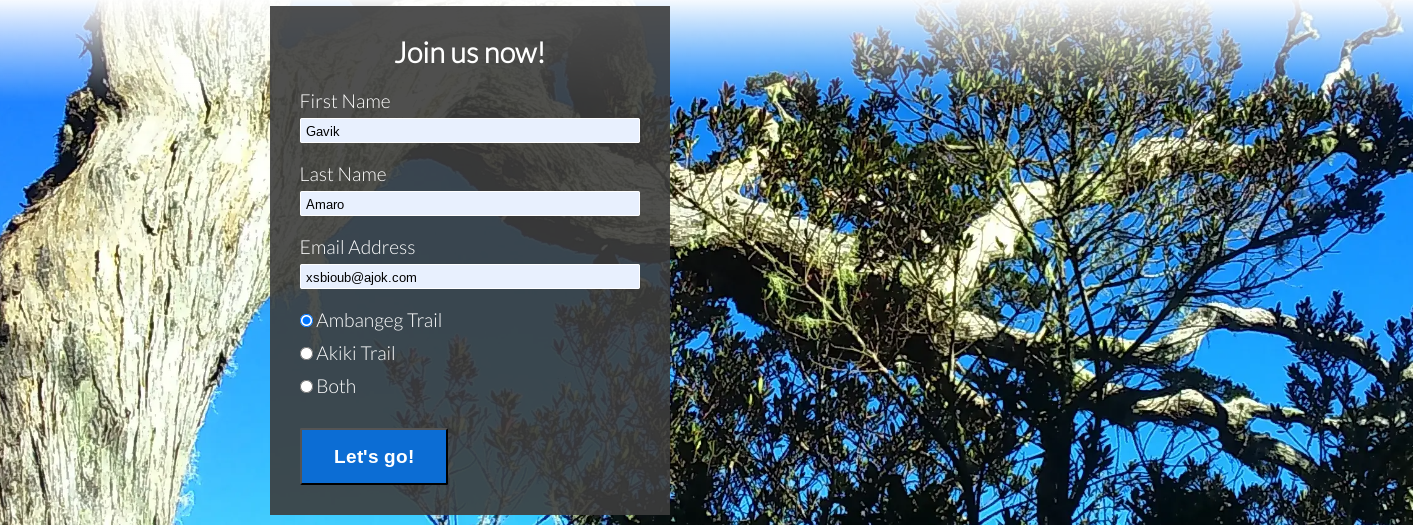 Join us now!
First Name
Gavik
Last Name
Amaro
Email Address
xsbioub@ajok.com
Ambangeg Trail
Akiki Trail
Both
Let's go!